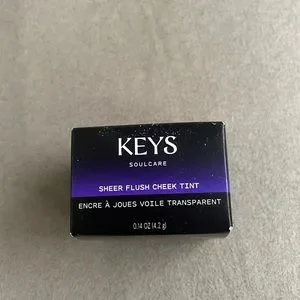 KEYS
SOULCARE
SHEER FLUSH CHEEK TINT
ENCRE À JOUES VOILE TRANSPARENT
0.14 OZ (4.2 g)